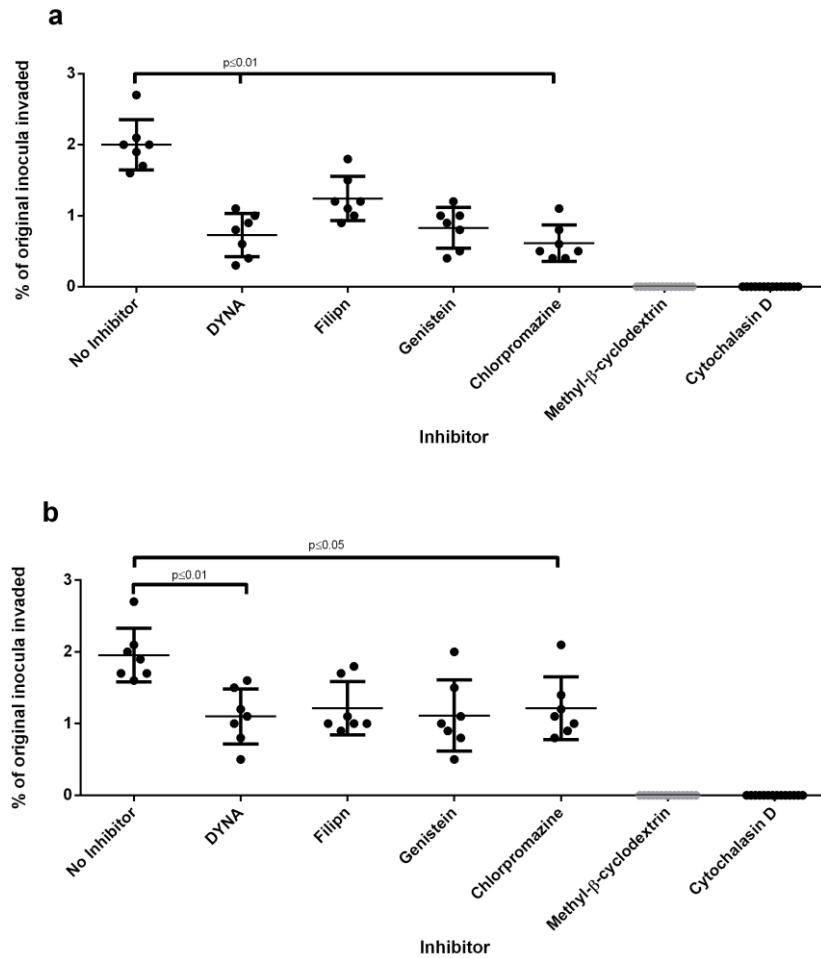 a
p≤0.01
% of original inocula invaded
3
2
1
0
No Inhibitor
DYNA
Filipn
Genistein
Chlorpromazine
Methyl-β-cyclodextrin
Cytochalasin D
Inhibitor
b
p≤0.05
p≤0.01
% of original inocula invaded
3
2
1
0
No Inhibitor
DYNA
Filipn
Genistein
Chlorpromazine
Methyl-β-cyclodextrin
Cytochalasin D
Inhibitor